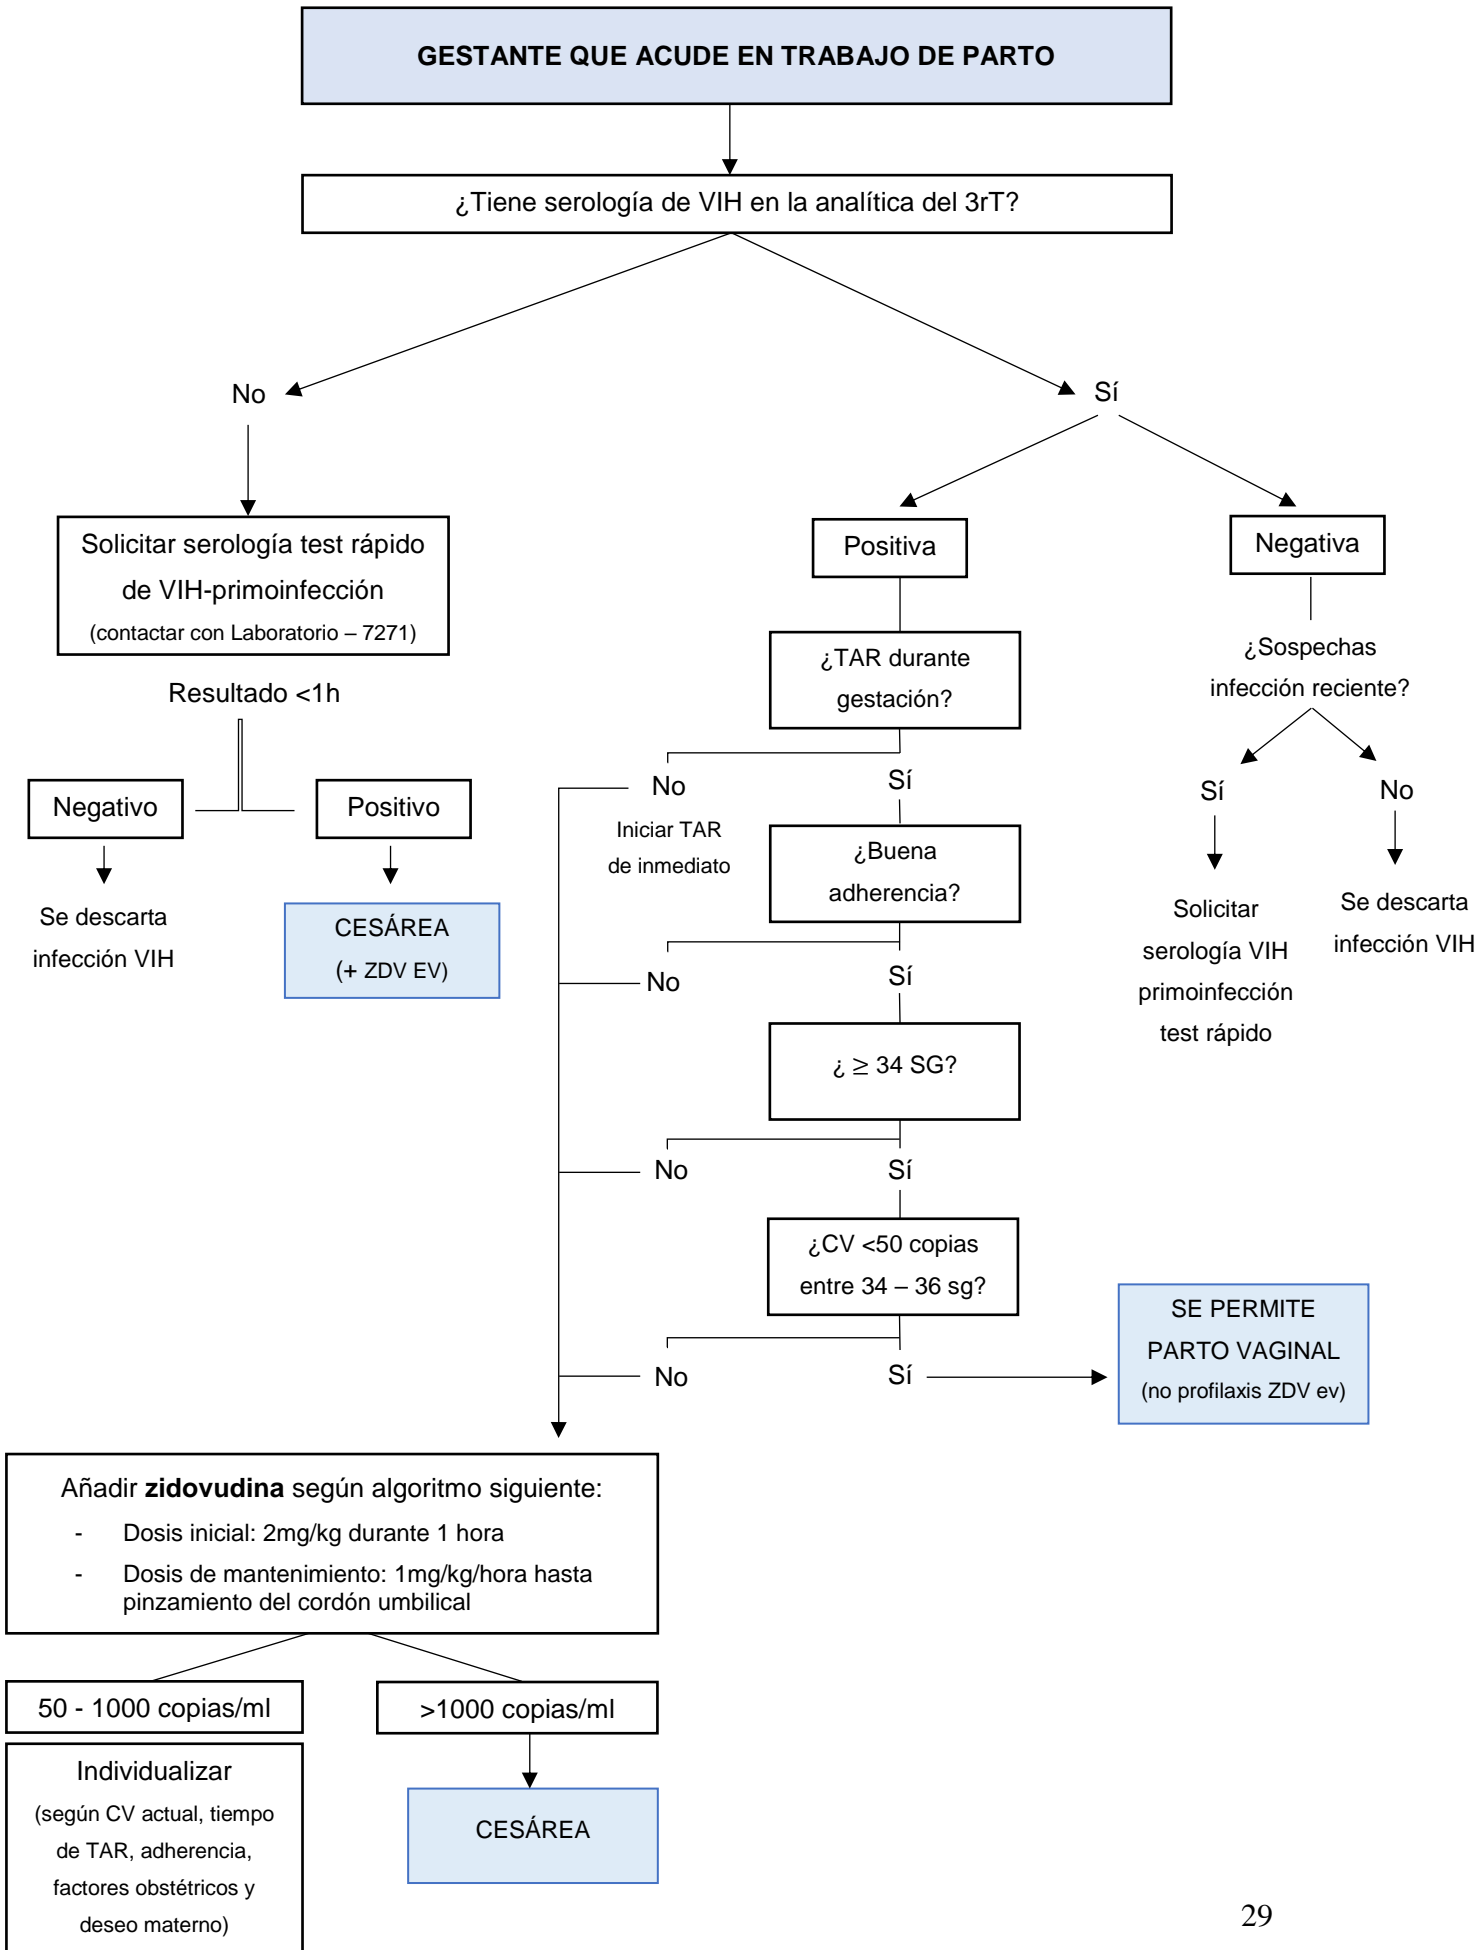 GESTANTE QUE ACUDE EN TRABAJO DE PARTO
¿Tiene serología de VIH en la analítica del 3rT?
No
Sí
Solicitar serología test rápido
de VIH-primoinfección
(contactar con Laboratorio – 7271)
Resultado <1h
Negativo
Positivo
Se descarta
infección VIH
CESÁREA
(+ ZDV EV)
Positiva
Negativa
¿TAR durante
gestación?
No
Iniciar TAR
de inmediato
Sí
¿Buena
adherencia?
No
Sí
¿ ≥ 34 SG?
No
Sí
¿CV <50 copias
entre 34 – 36 sg?
No
Sí
SE PERMITE
PARTO VAGINAL
(no profilaxis ZDV ev)
¿Sospechas
infección reciente?
Sí
No
Solicitar
serología VIH
primoinfección
test rápido
Se descarta
infección VIH
Añadir zidovudina según algoritmo siguiente:
- Dosis inicial: 2mg/kg durante 1 hora
- Dosis de mantenimiento: 1mg/kg/hora hasta
pinzamiento del cordón umbilical
50 - 1000 copias/ml
>1000 copias/ml
Individualizar
(según CV actual, tiempo
de TAR, adherencia,
factores obstétricos y
deseo materno)
CESÁREA
29